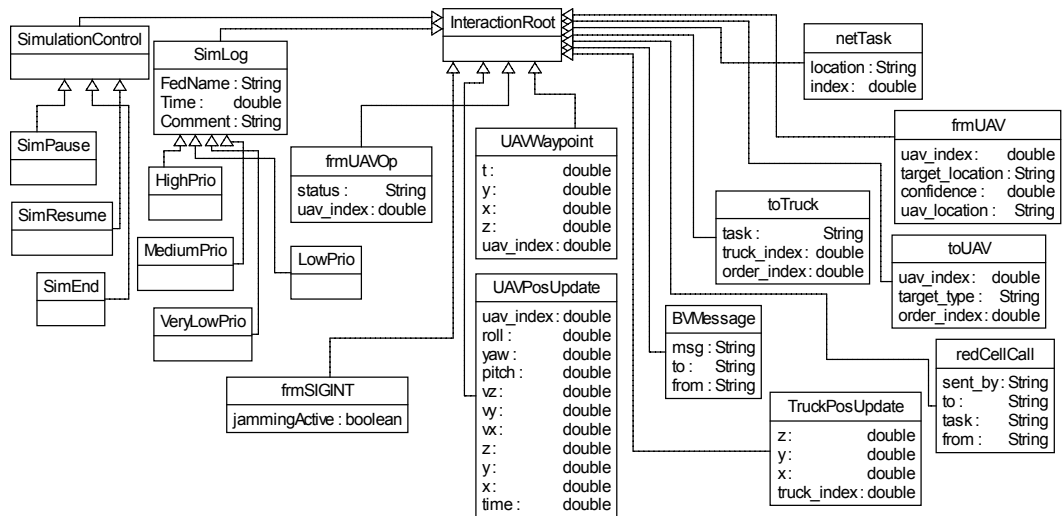 SimulationControl
SimPause
SimResume
SimEnd
SimLog
FedName : String
Time : double
Comment : String
HighPrio
MediumPrio
LowPrio
VeryLowPrio
InteractionRoot
frmUAVOp
status : String
uav_index : double
frmSIGINT
jammingActive : boolean
UAVWaypoint
t : double
y : double
x : double
z : double
uav_index : double
UAVPosUpdate
uav_index : double
roll : double
yaw : double
pitch : double
vz : double
vy : double
vx : double
z : double
y : double
x : double
time : double
netTask
location : String
index : double
frmUAV
uav_index : double
target_location : String
confidence : double
uav_location : String
toTruck
task : String
truck_index : double
order_index : double
toUAV
uav_index : double
target_type : String
order_index : double
BVMessage
msg : String
to : String
from : String
redCellCall
sent_by : String
to : String
task : String
from : String
TruckPosUpdate
z : double
y : double
x : double
truck_index : double